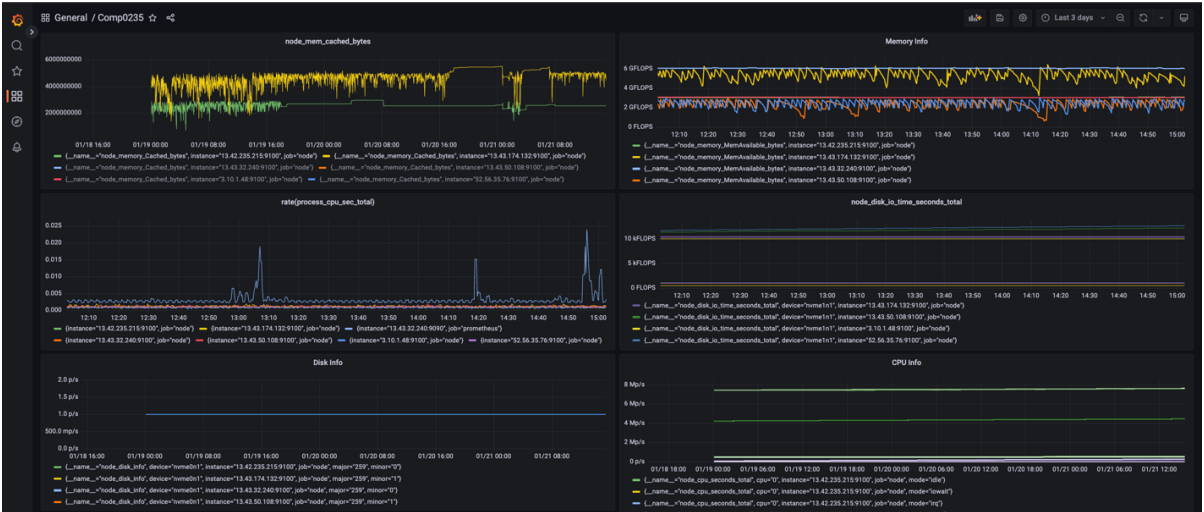 General / Comp0235
Last 3 days
node_mem_cached_bytes
6000000000
4000000000
2000000000
01/18 16:00 01/19 00:00 01/19 08:00 01/19 16:00 01/20 00:00 01/20 08:00 01/20 16:00 01/21 00:00 01/21 08:00
{__name__="node_memory_Cached_bytes", instance="13.42.235.215:9100", job="node"} {__name__="node_memory_Cached_bytes", instance="13.43.174.132:9100", job="node"}
{__name__="node_memory_Cached_bytes", instance="13.43.32.240:9100", job="node"} {__name__="node_memory_Cached_bytes", instance="13.43.50.108:9100", job="node"}
{__name__="node_memory_Cached_bytes", instance="3.10.1.48:9100", job="node"} {__name__="node_memory_Cached_bytes", instance="52.56.35.76:9100", job="node"}
Memory Info
6 GFLOPS
4 GFLOPS
2 GFLOPS
0 FLOPS
12:10 12:20 12:30 12:40 12:50 13:00 13:10 13:20 13:30 13:40 13:50 14:00 14:10 14:20 14:30 14:40 14:50 15:00
{__name__="node_memory_MemAvailable_bytes", instance="13.42.235.215:9100", job="node"}
{__name__="node_memory_MemAvailable_bytes", instance="13.43.174.132:9100", job="node"}
{__name__="node_memory_MemAvailable_bytes", instance="13.43.32.240:9100", job="node"}
{__name__="node_memory_MemAvailable_bytes", instance="13.43.50.108:9100", job="node"}
rate(process_cpu_sec_total)
0.025
0.020
0.015
0.010
0.005
0.000
12:10 12:20 12:30 12:40 12:50 13:00 13:10 13:20 13:30 13:40 13:50 14:00 14:10 14:20 14:30 14:40 14:50 15:00
{instance="13.42.235.215:9100", job="node"} {instance="13.43.174.132:9100", job="node"} {instance="13.43.32.240:9090", job="prometheus"}
{instance="13.43.32.240:9100", job="node"} {instance="13.43.50.108:9100", job="node"} {instance="3.10.1.48:9100", job="node"} {instance="52.56.35.76:9100", job="node"}
node_disk_io_time_seconds_total
10 kFLOPS
5 kFLOPS
0 FLOPS
12:10 12:20 12:30 12:40 12:50 13:00 13:10 13:20 13:30 13:40 13:50 14:00 14:10 14:20 14:30 14:40 14:50 15:00
{__name__="node_disk_io_time_seconds_total", device="nvme1n1", instance="13.43.174.132:9100", job="node"}
{__name__="node_disk_io_time_seconds_total", device="nvme1n1", instance="13.43.50.108:9100", job="node"}
{__name__="node_disk_io_time_seconds_total", device="nvme1n1", instance="3.10.1.48:9100", job="node"}
{__name__="node_disk_io_time_seconds_total", device="nvme1n1", instance="52.56.35.76:9100", job="node"}
Disk Info
2.0 p/s
1.5 p/s
1.0 p/s
500.0 mp/s
0.0 p/s
01/18 16:00 01/19 00:00 01/19 08:00 01/19 16:00 01/20 00:00 01/20 08:00 01/20 16:00 01/21 00:00 01/21 08:00
{__name__="node_disk_info", device="nvme0n1", instance="13.42.235.215:9100", job="node", major="259", minor="0"}
{__name__="node_disk_info", device="nvme0n1", instance="13.43.174.132:9100", job="node", major="259", minor="1"}
{__name__="node_disk_info", device="nvme0n1", instance="13.43.32.240:9100", job="node", major="259", minor="0"}
{__name__="node_disk_info", device="nvme0n1", instance="13.43.50.108:9100", job="node", major="259", minor="1"}
CPU Info
8 Mp/s
6 Mp/s
4 Mp/s
2 Mp/s
0 p/s
01/18 18:00 01/19 00:00 01/19 06:00 01/19 12:00 01/19 18:00 01/20 00:00 01/20 06:00 01/20 12:00 01/20 18:00 01/21 00:00 01/21 06:00 01/21 12:00
{__name__="node_cpu_seconds_total", cpu="0", instance="13.42.235.215:9100", job="node", mode="idle"}
{__name__="node_cpu_seconds_total", cpu="0", instance="13.42.235.215:9100", job="node", mode="iowait"}
{__name__="node_cpu_seconds_total", cpu="0", instance="13.42.235.215:9100", job="node", mode="irq"}